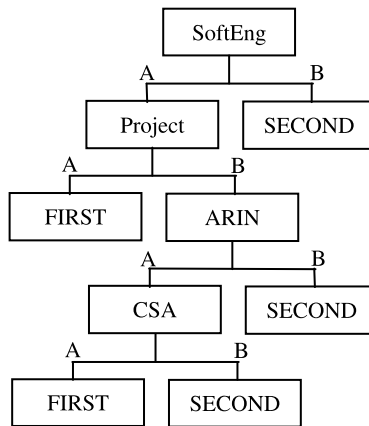 SoftEng
A B
Project SECOND
A B
FIRST ARIN
A B
CSA SECOND
A B
FIRST SECOND